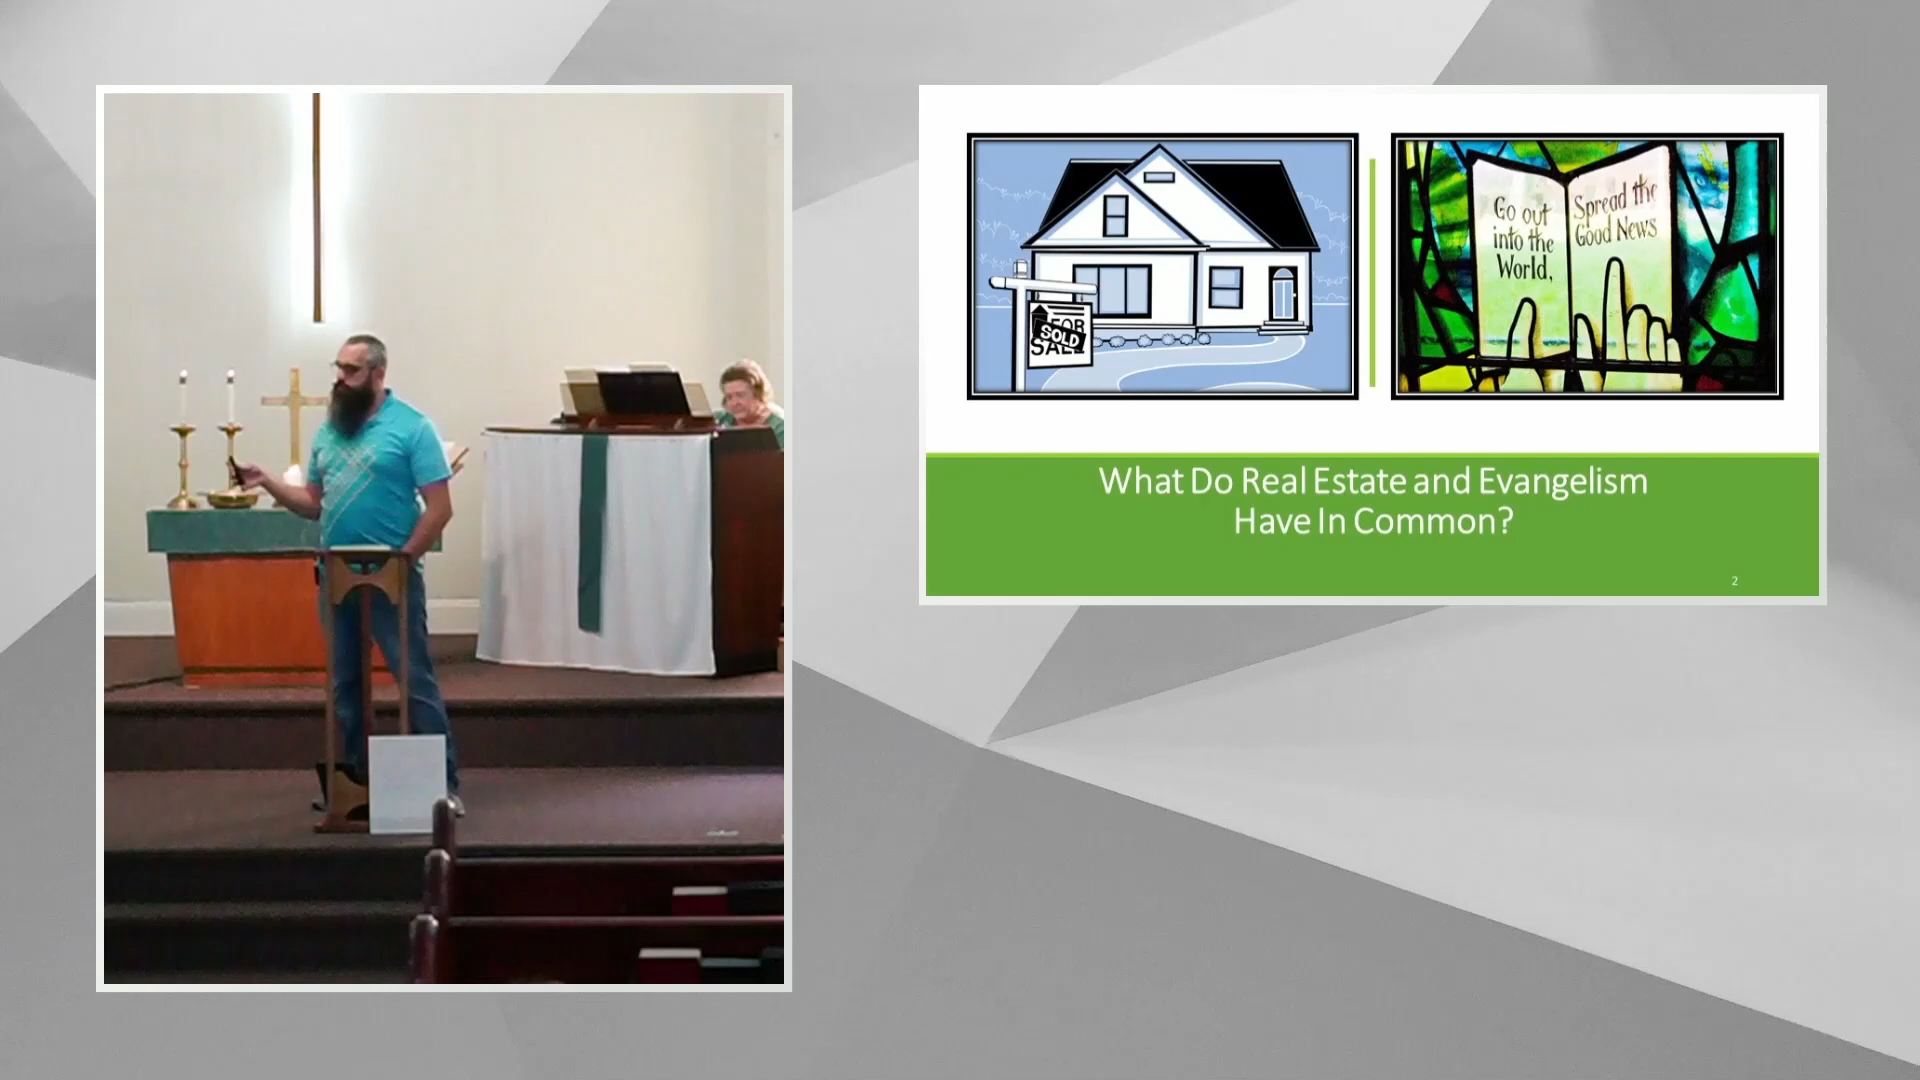 FOR
SOLD
SALE
Go out
into the
World,
Spread the
Good News
What Do Real Estate and Evangelism
Have In Common?
2